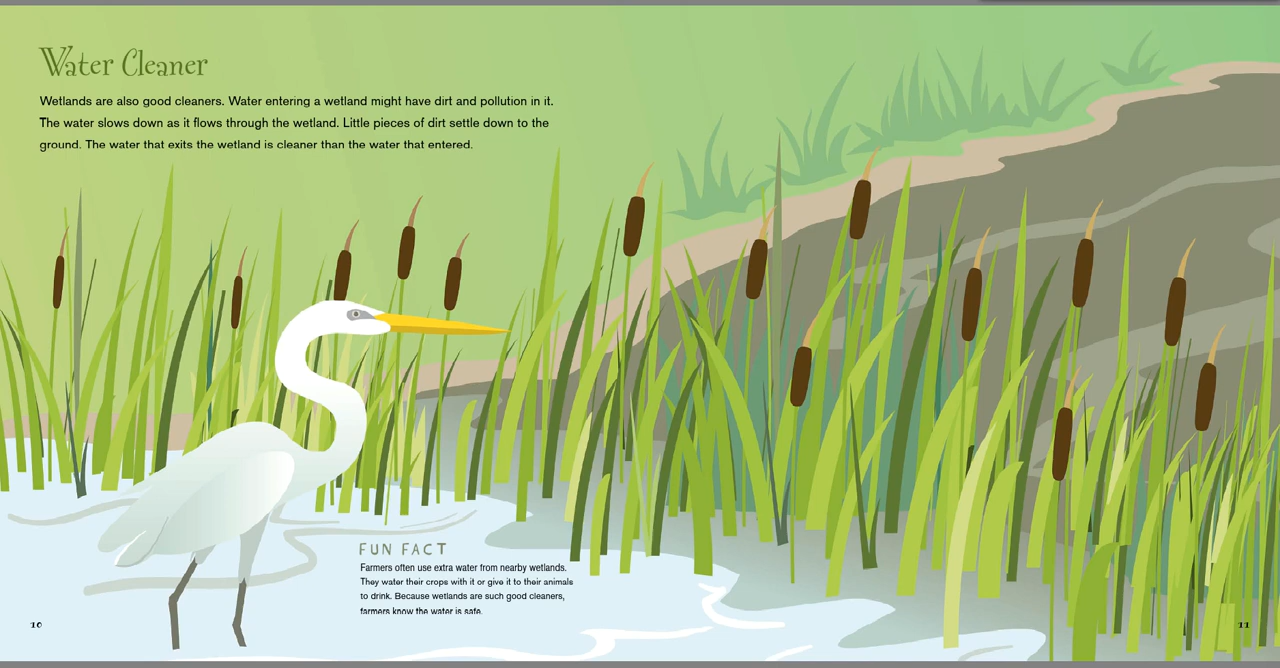 Water Cleaner
Wetlands are also good cleaners. Water entering a wetland might have dirt and pollution in it.
The water slows down as it flows through the wetland. Little pieces of dirt settle down to the
ground. The water that exits the wetland is cleaner than the water that entered.
FUN FACT
Farmers often use extra water from nearby wetlands.
They water their crops with it or give it to their animals
to drink. Because wetlands are such good cleaners,
farmers know the water is safe.
10
11